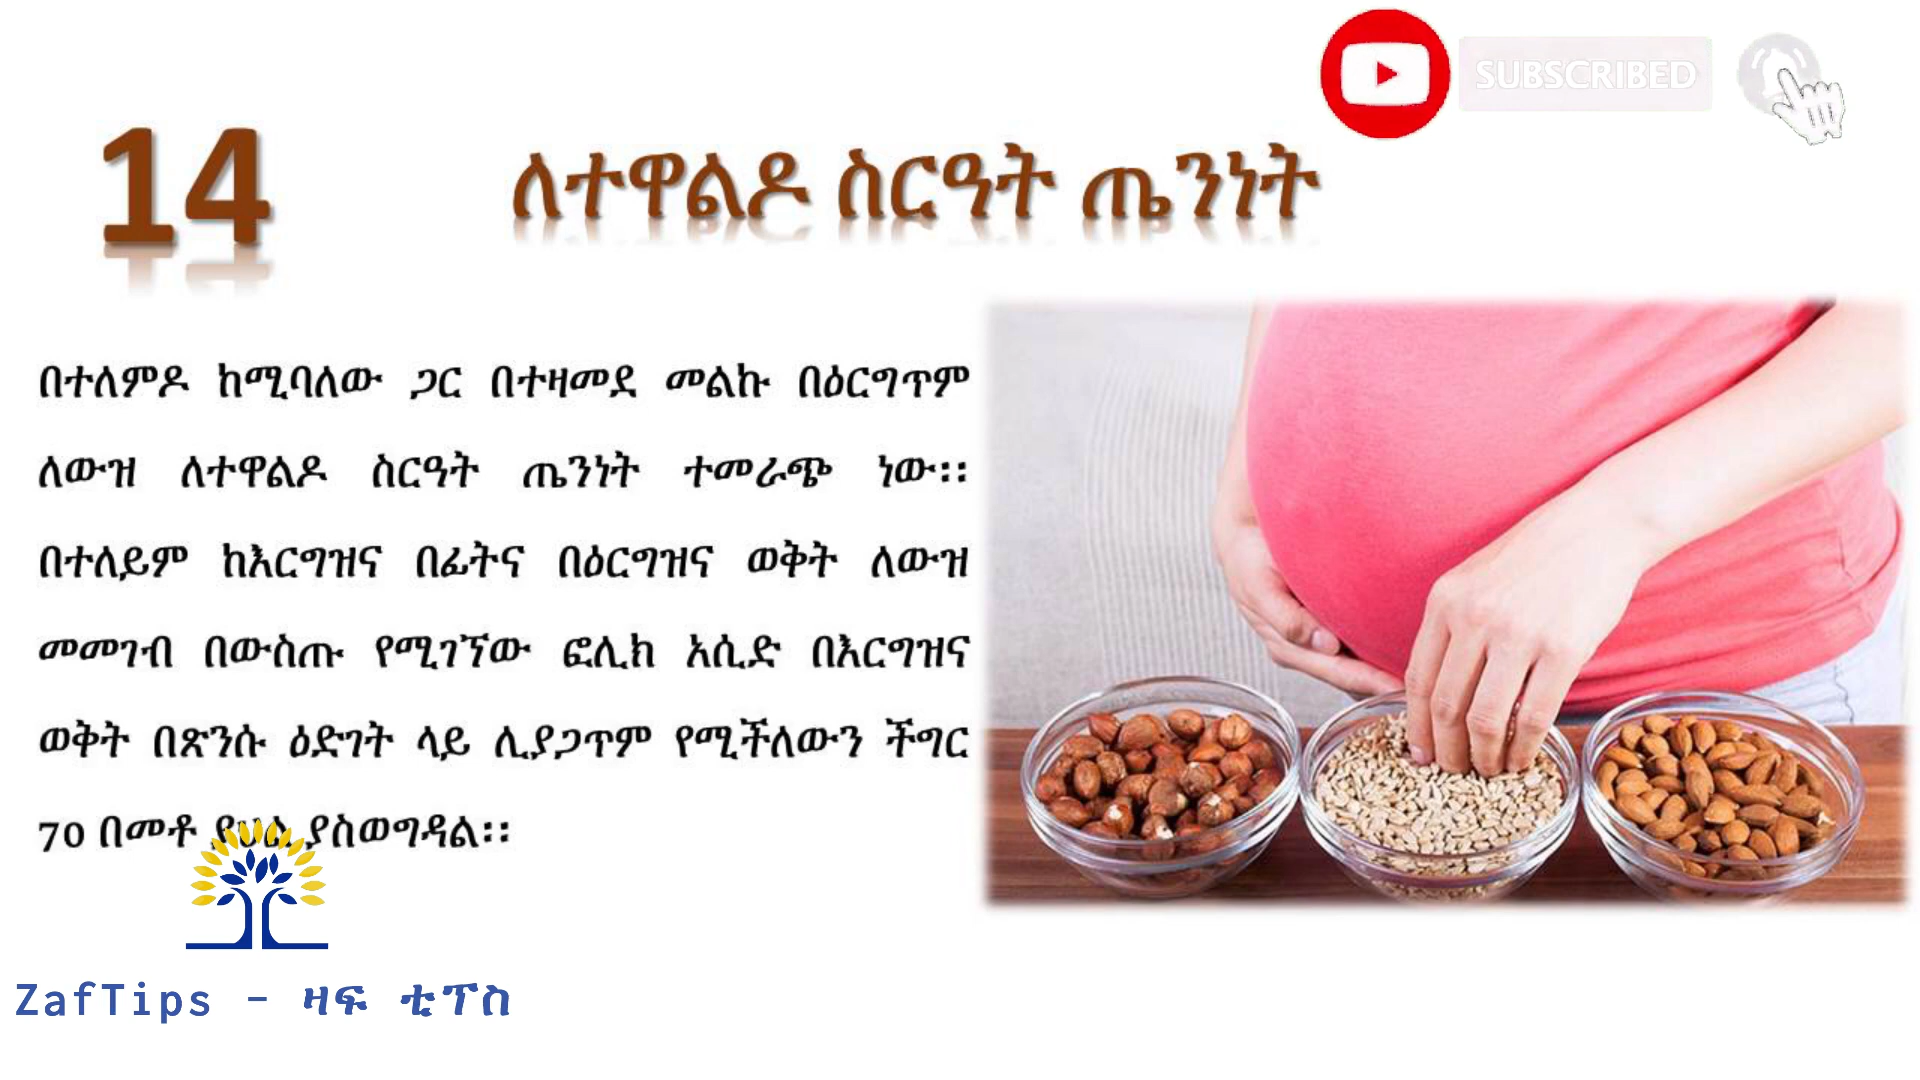 SUBSCRIBED
14
ለተዋልዶ ስርዓት ጤንነት
በተለምዶ ከሚባለው ጋር በተዛመደ መልኩ በዕርግጥም
ለውዝ ለተዋልዶ ስርዓት ጤንነት ተመራጭ ነው፡፡
በተለይም ከእርግዝና በፊትና በዕርግዝና ወቅት ለውዝ
መመገብ በውስጡ የሚገኘው ፎሊክ አሲድ በእርግዝና
ወቅት በጽንሱ ዕድገት ላይ ሊያጋጥም የሚችለውን ችግር
70 በመቶ ያስወግዳል፡፡
ZafTips - ዛፍ ቲፕስ